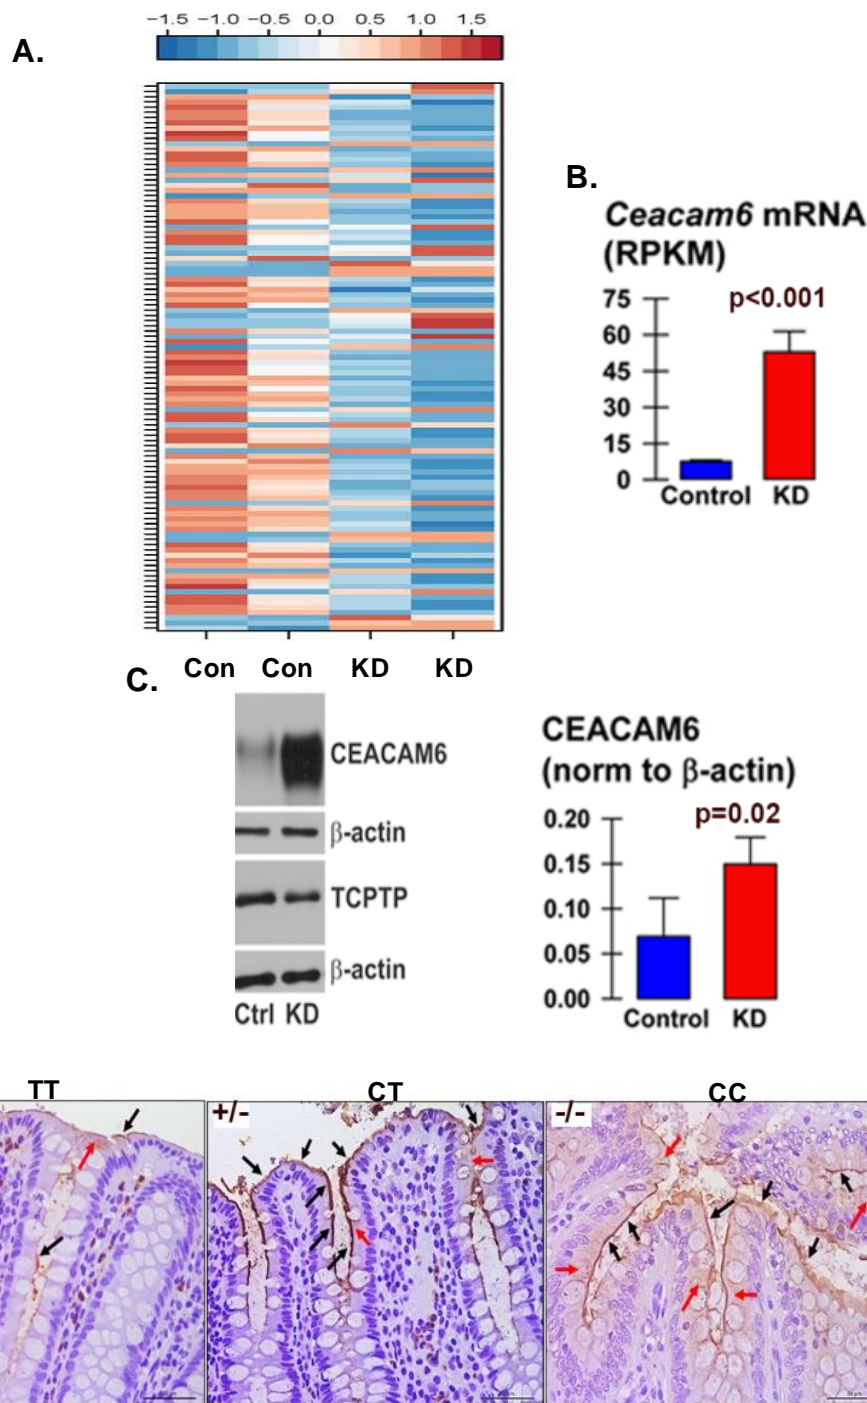 A.
−1.5 −1.0 −0.5 0.0 0.5 1.0 1.5
Con Con KD KD
B.
Ceacam6 mRNA
(RPKM)
p<0.001
75
60
45
30
15
0
Control KD
C.
CEACAM6
β-actin
TCPTP
β-actin
Ctrl KD
CEACAM6
(norm to β-actin)
p=0.02
0.20
0.15
0.10
0.05
0.00
Control KD
TT CT CC
+/- -/-